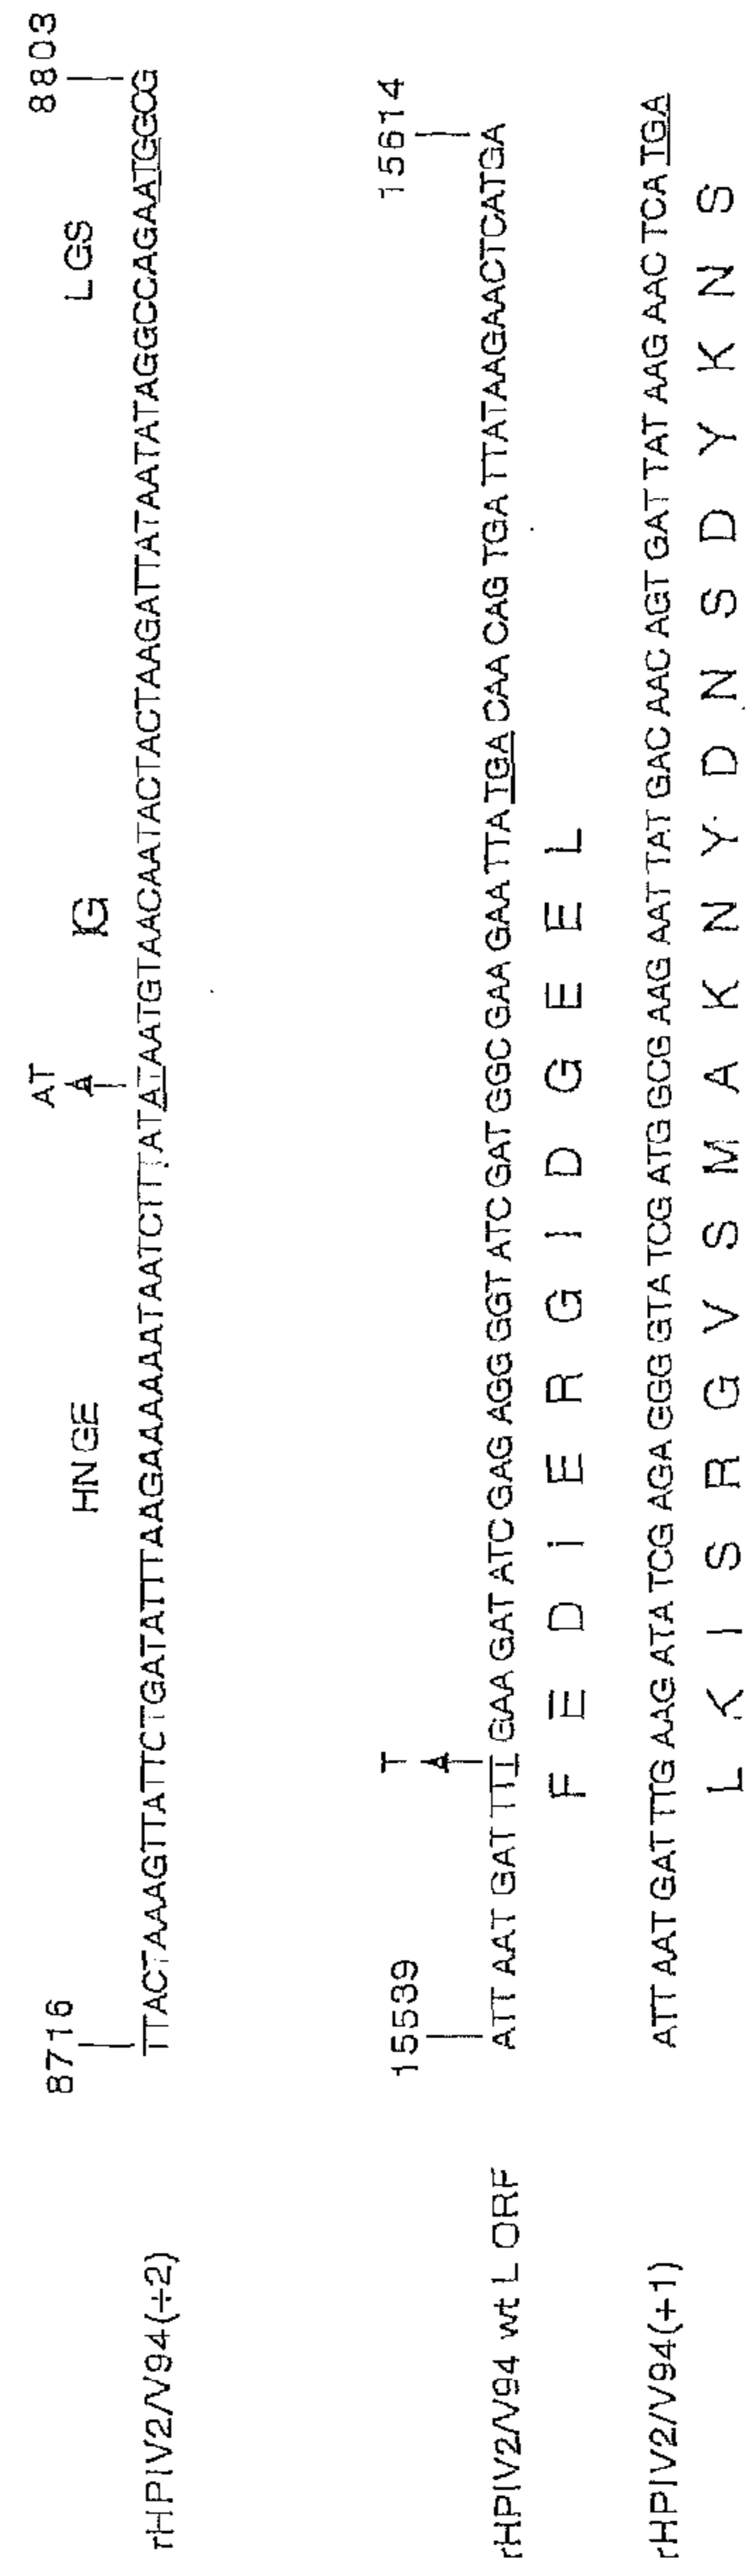 8716 AT 8803
HN GE IG L GS
rHPIV2/V94(+2) TTACTAAAGTTATTCTGATATTTAAGAAAAAATAATCTTTATATAATGTAACAATACTACTAAGATTATAATATAGGCCAGAATGGCG
15539 T 15614
rHPIV2/V94 wt L ORF ATT AAT GAT TTT GAA GAT ATC GAG AGG GGT ATC GAT GGC GAA GAA TTA TGA CAA CAG TGA TTATAAGAACTCATGA
F E D I E R G I D G E E L
rHPIV2/V94(+1) ATT AAT GAT TTG AAG ATA TCG AGA GGG GTA TCG ATG GCG AAG AAT TAT GAC AAC AGT GAT TAT AAG AAC TCA TGA
L K I S R G V S M A K N Y D N S D Y K N S